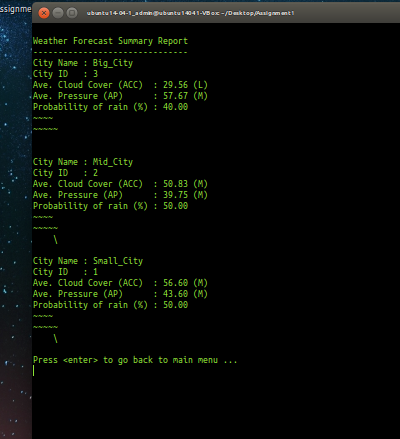 ssignme
ubuntu14-04-1_admin@ubuntu14041-VBox: ~/Desktop/Assignment1
Weather Forecast Summary Report
-------------------------------
City Name : Big_City
City ID   : 3
Ave. Cloud Cover (ACC)  : 29.56 (L)
Ave. Pressure (AP)      : 57.67 (M)
Probability of rain (%) : 40.00
~~~~
~~~~~
City Name : Mid_City
City ID   : 2
Ave. Cloud Cover (ACC)  : 50.83 (M)
Ave. Pressure (AP)      : 39.75 (M)
Probability of rain (%) : 50.00
~~~~
~~~~~
    \
City Name : Small_City
City ID   : 1
Ave. Cloud Cover (ACC)  : 56.60 (M)
Ave. Pressure (AP)      : 43.60 (M)
Probability of rain (%) : 50.00
~~~~
~~~~~
    \
Press <enter> to go back to main menu ...